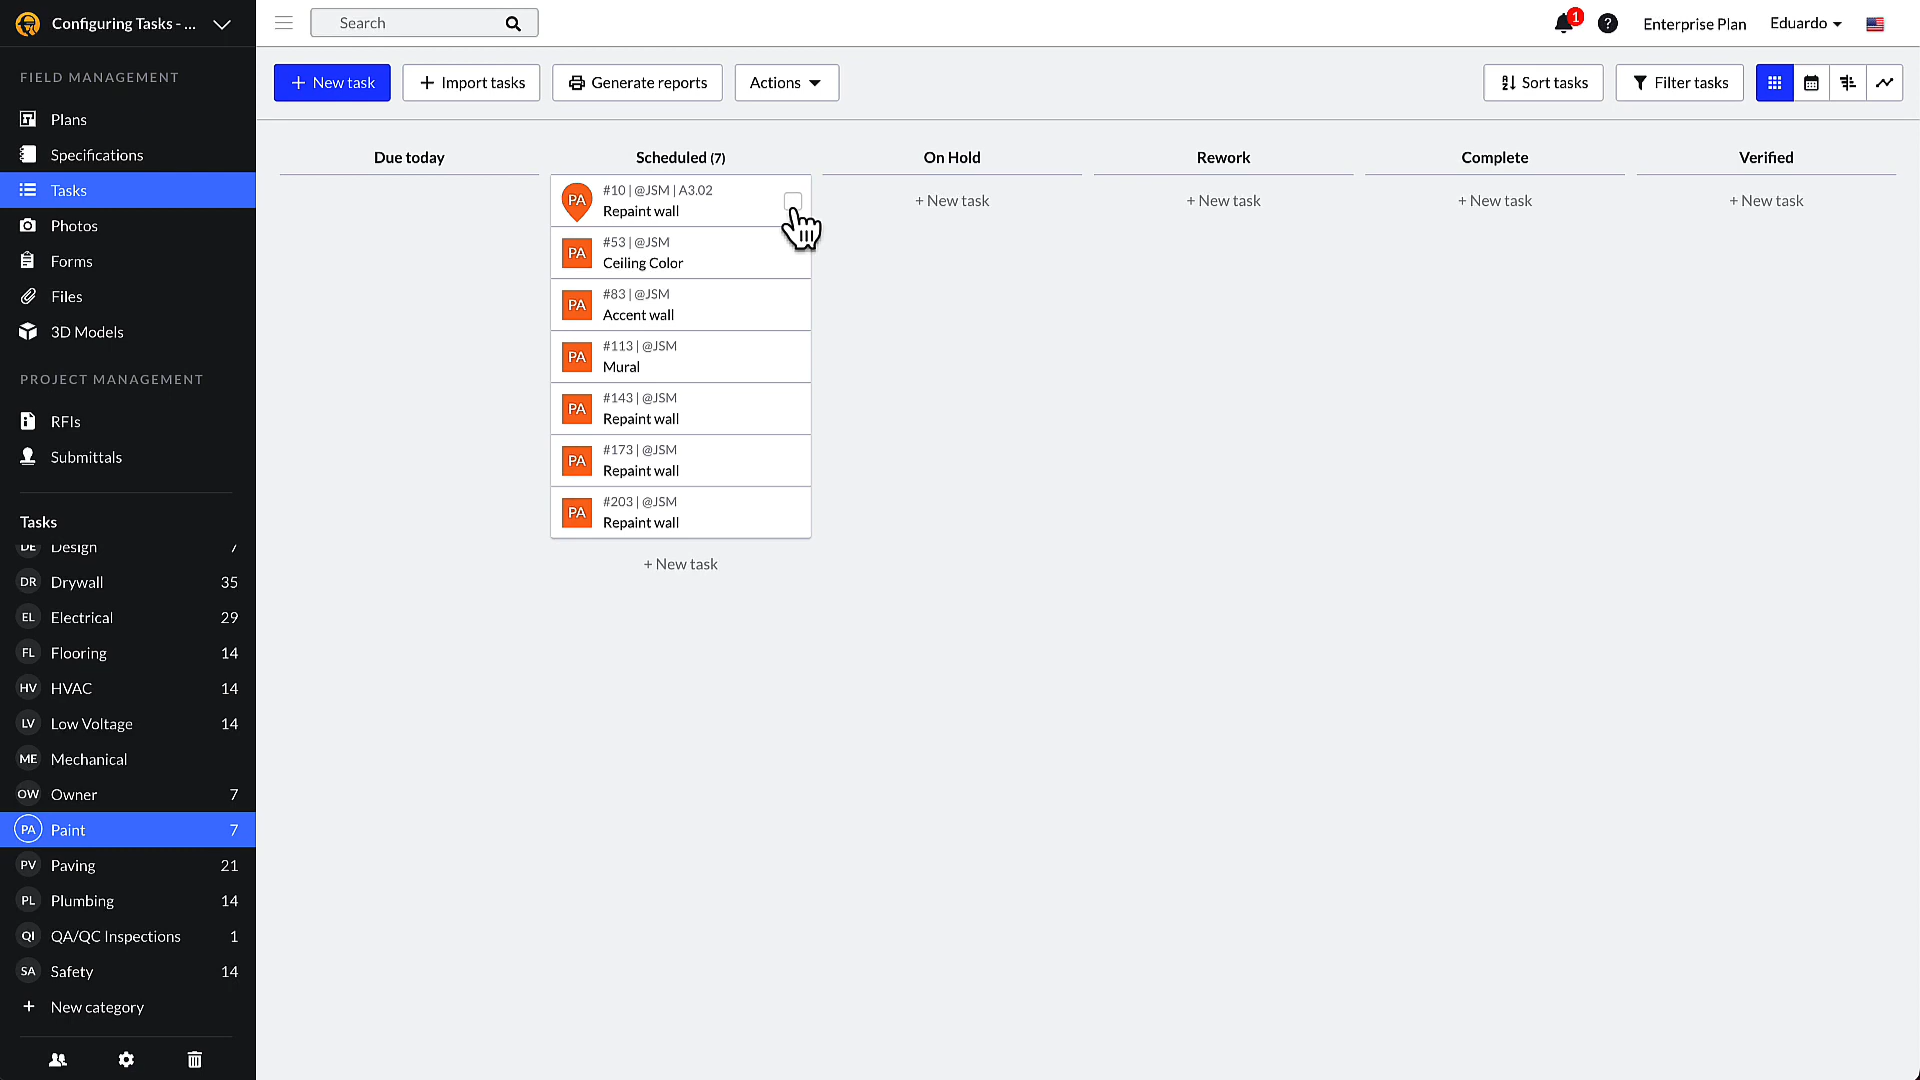 Configuring Tasks - ...
Search
1
Enterprise Plan
Eduardo
FIELD MANAGEMENT
Plans
Specifications
Tasks
Photos
Forms
Files
3D Models
PROJECT MANAGEMENT
RFIs
Submittals
Tasks
DE Design 7
DR Drywall 35
EL Electrical 29
FL Flooring 14
HV HVAC 14
LV Low Voltage 14
ME Mechanical
OW Owner 7
PA Paint 7
PV Paving 21
PL Plumbing 14
QI QA/QC Inspections 1
SA Safety 14
+ New category
+ New task
+ Import tasks
Generate reports
Actions
Sort tasks
Filter tasks
Due today
Scheduled (7)
PA #10 | @JSM | A3.02
Repaint wall
PA #53 | @JSM
Ceiling Color
PA #83 | @JSM
Accent wall
PA #113 | @JSM
Mural
PA #143 | @JSM
Repaint wall
PA #173 | @JSM
Repaint wall
PA #203 | @JSM
Repaint wall
+ New task
On Hold
+ New task
Rework
+ New task
Complete
+ New task
Verified
+ New task